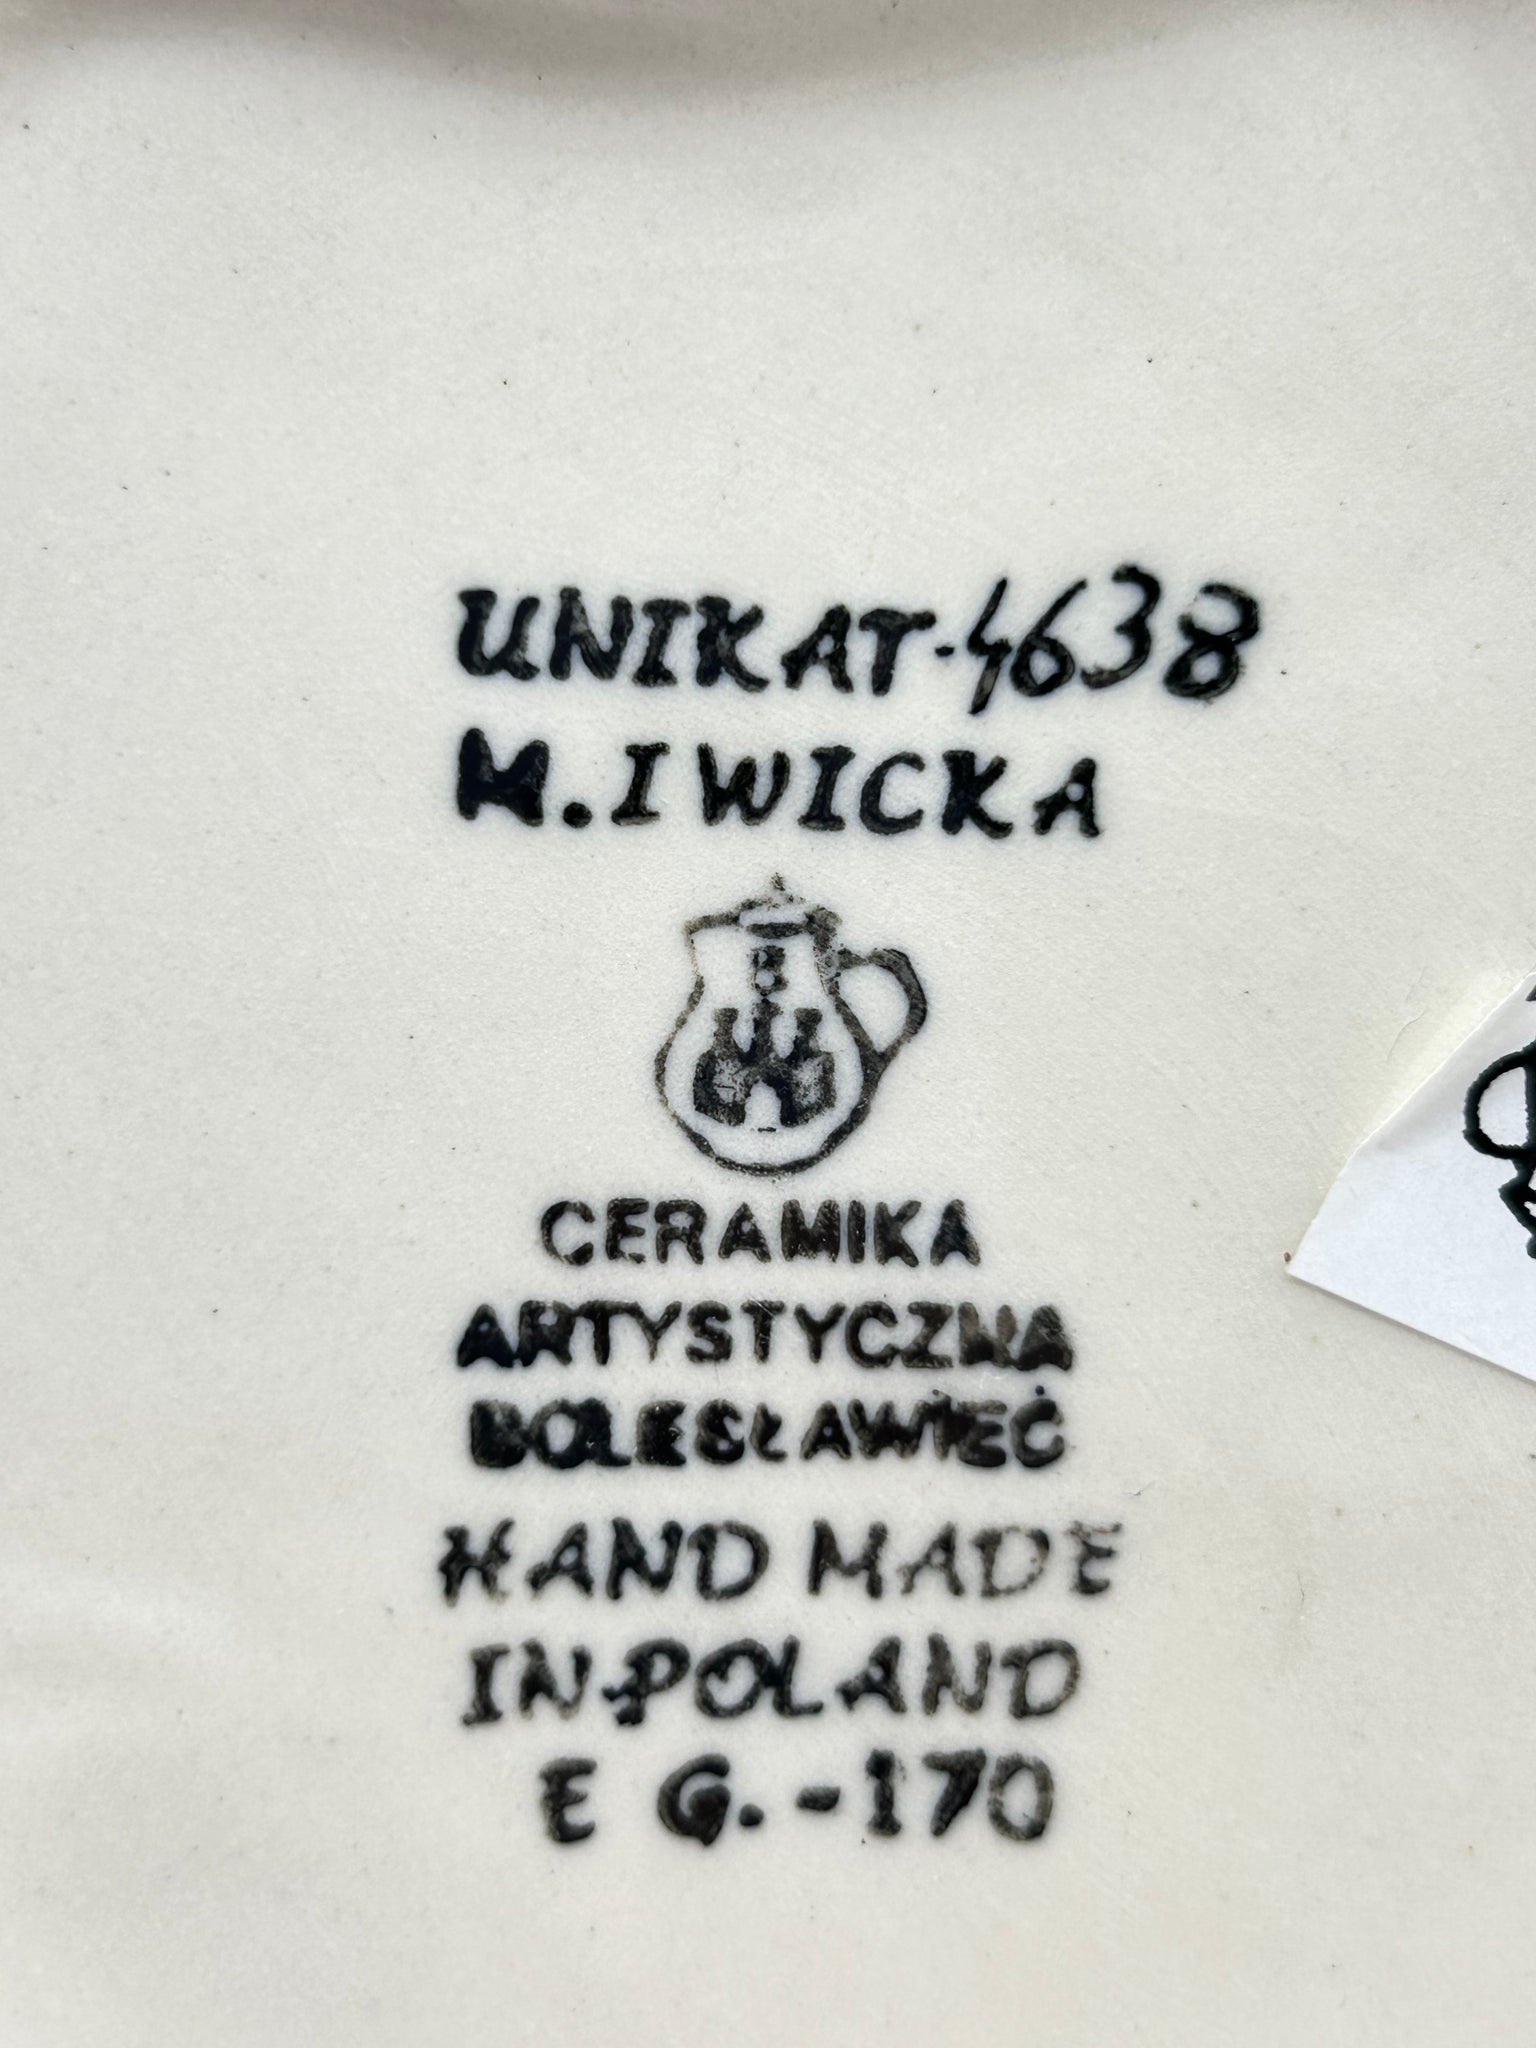 UNIKAT-4638
M.IWICKA
B
CERAMIKA
ARTYSTYCZNA
BOLESŁAWIEC
HAND MADE
IN POLAND
E G.-170